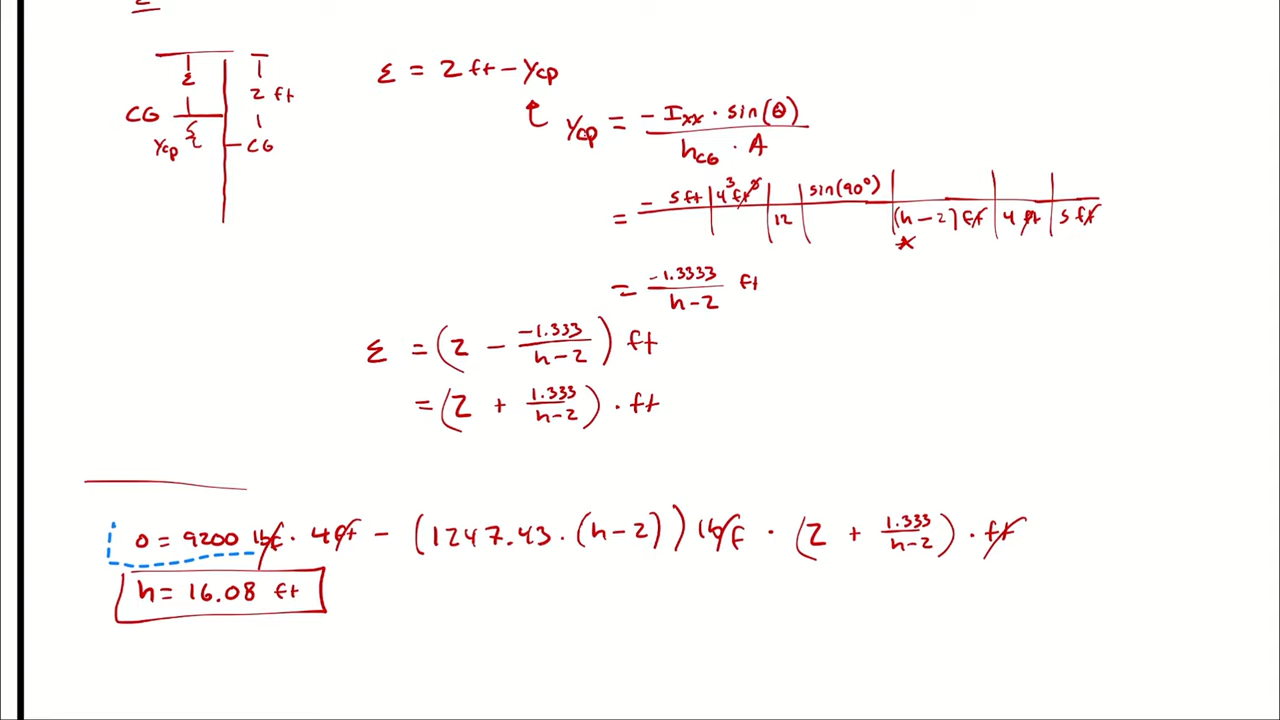 Σ
ε 2 ft
CG
ycp CG
ε = 2 ft - ycp
ycp = -Ixx · sin(θ) / hCG · A
= - 5 ft | 4³ ft³ | | sin(90°) | | | / | | 12 | | (h-2) ft | 4 ft | 5 ft
= -1.3333 / h-2 ft
ε = (2 - -1.333 / h-2) ft
= (2 + 1.333 / h-2) · ft
0 = 9200 lbf · 4 ft - (1247.43 · (h-2)) lbf · (2 + 1.333 / h-2) · ft
h = 16.08 ft